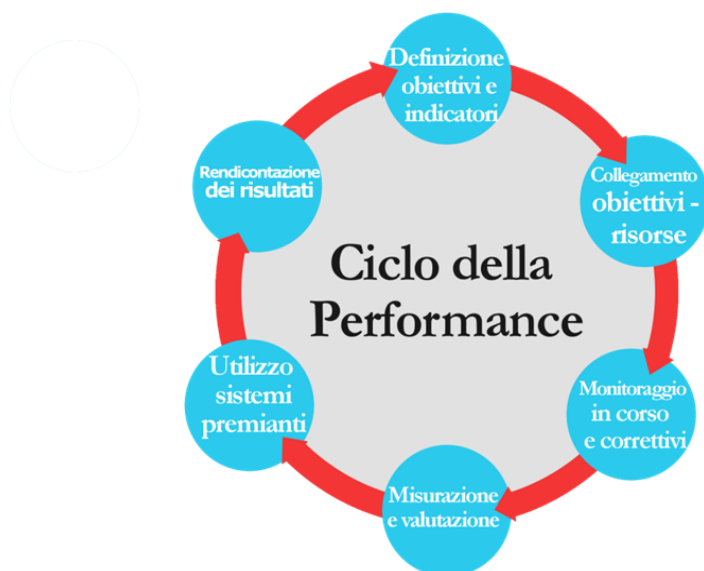 Definizione
obiettivi e
indicatori
Collegamento
obiettivi -
risorse
Monitoraggio
in corso
e correttivi
Misurazione
e valutazione
Utilizzo
sistemi
premianti
Rendicontazione
dei risultati
Ciclo della
Performance